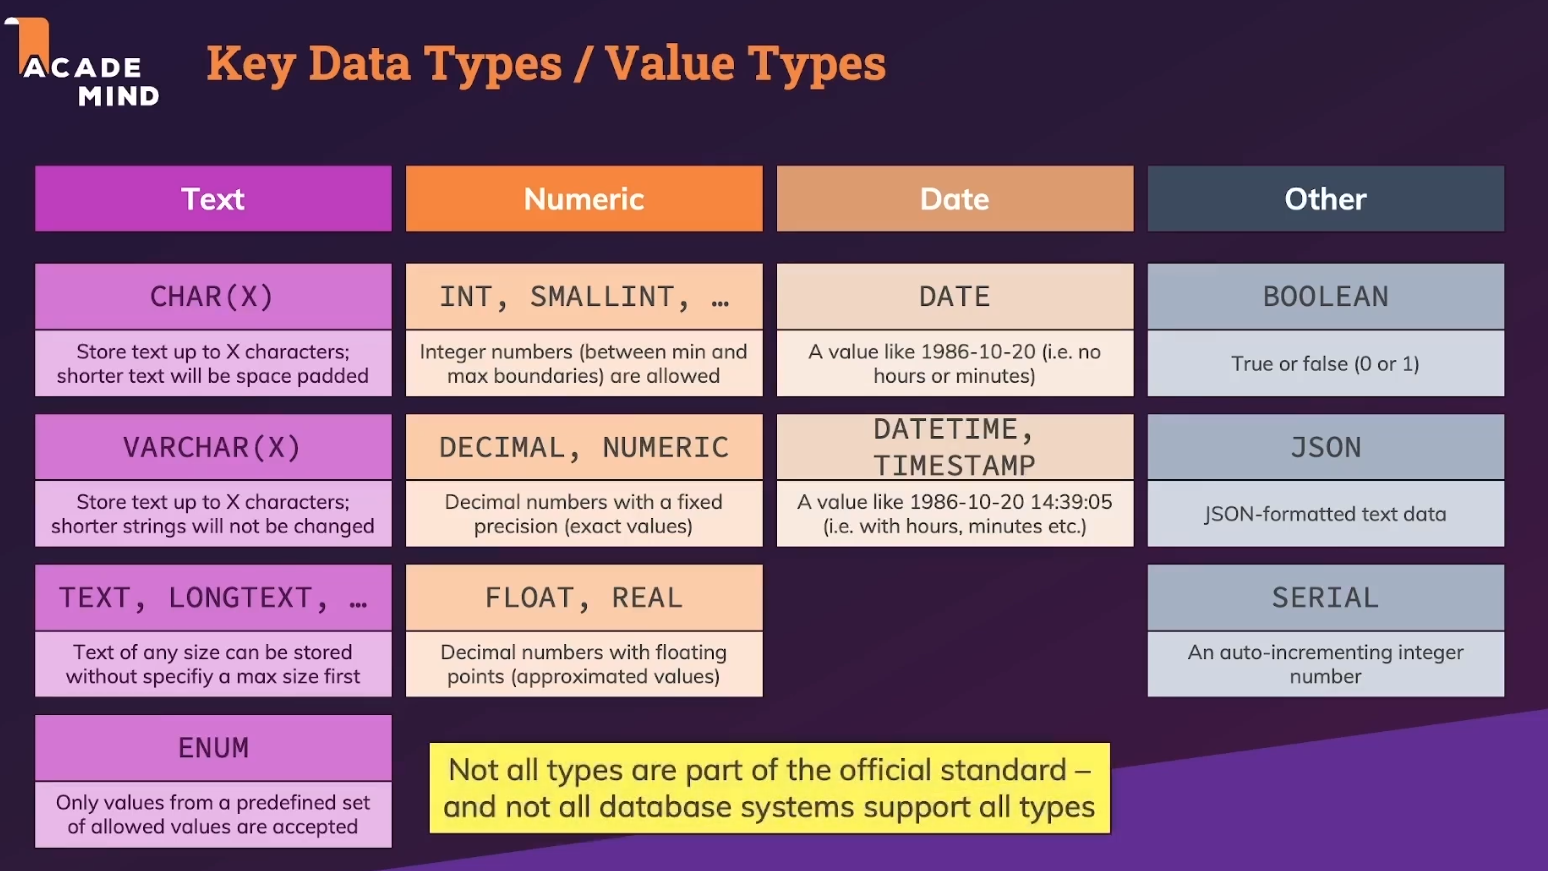 ACADE
MIND
Key Data Types / Value Types
Text
CHAR(X)
Store text up to X characters;
shorter text will be space padded
VARCHAR(X)
Store text up to X characters;
shorter strings will not be changed
TEXT, LONGTEXT, …
Text of any size can be stored
without specifiy a max size first
ENUM
Only values from a predefined set
of allowed values are accepted
Numeric
INT, SMALLINT, …
Integer numbers (between min and
max boundaries) are allowed
DECIMAL, NUMERIC
Decimal numbers with a fixed
precision (exact values)
FLOAT, REAL
Decimal numbers with floating
points (approximated values)
Date
DATE
A value like 1986-10-20 (i.e. no
hours or minutes)
DATETIME,
TIMESTAMP
A value like 1986-10-20 14:39:05
(i.e. with hours, minutes etc.)
Other
BOOLEAN
True or false (0 or 1)
JSON
JSON-formatted text data
SERIAL
An auto-incrementing integer
number
Not all types are part of the official standard –
and not all database systems support all types